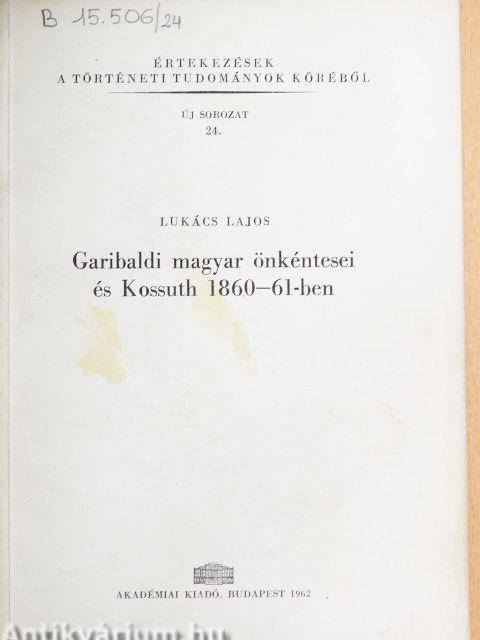 B 15.506/24
ÉRTEKEZÉSEK
A TÖRTÉNETI TUDOMÁNYOK KÖRÉBŐL
ÚJ SOROZAT
24.
LUKÁCS LAJOS
Garibaldi magyar önkéntesei
és Kossuth 1860–61-ben
AKADÉMIAI KIADÓ, BUDAPEST 1962
Antikvárium.hu